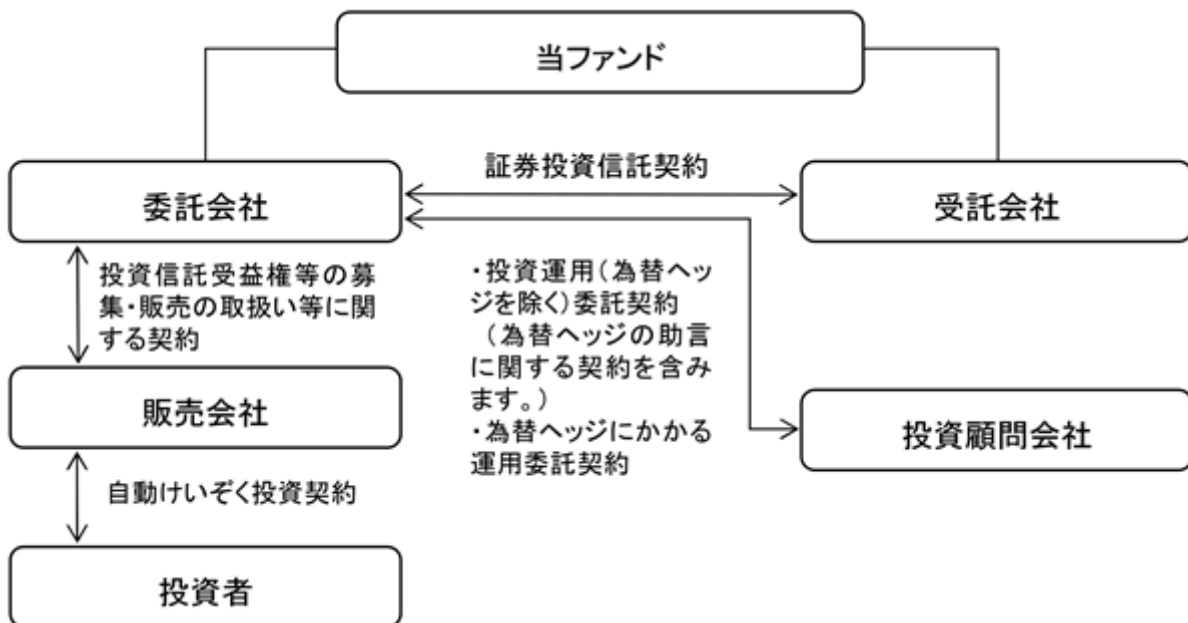 当ファンド
証券投資信託契約
委託会社
受託会社
投資信託受益権等の募
集・販売の取扱い等に関
する契約
・投資運用(為替ヘッ
ジを除く)委託契約
(為替ヘッジの助言
に関する契約を含み
ます。)
・為替ヘッジにかかる
運用委託契約
販売会社
投資顧問会社
自動けいぞく投資契約
投資者